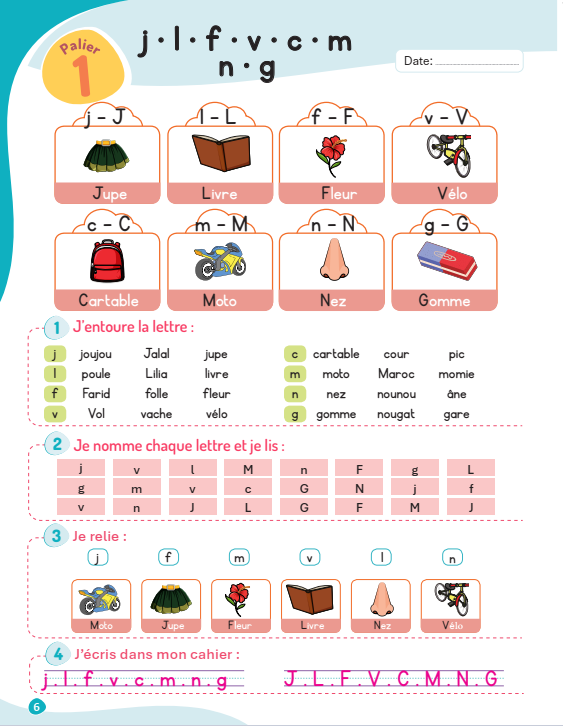 Palier
1
j · l · f · v · c · m
n · g
Date:
j - J
l - L
f - F
v - V
Jupe
Livre
Fleur
Vélo
c - C
m - M
n - N
g - G
Cartable
Moto
Nez
Gomme
1 J'entoure la lettre :
j joujou Jalal jupe
l poule Lilia livre
f Farid folle fleur
v Vol vache vélo
c cartable cour pic
m moto Maroc momie
n nez nounou âne
g gomme nougat gare
2 Je nomme chaque lettre et je lis :
j v l M n F g L
g m v c G N j f
v n J L G F M J
3 Je relie :
j f m v l n
Moto Jupe Fleur Livre Nez Vélo
4 J'écris dans mon cahier :
j.l.f.v.c.m.n.g
J.L.F.V.C.M.N.G
6